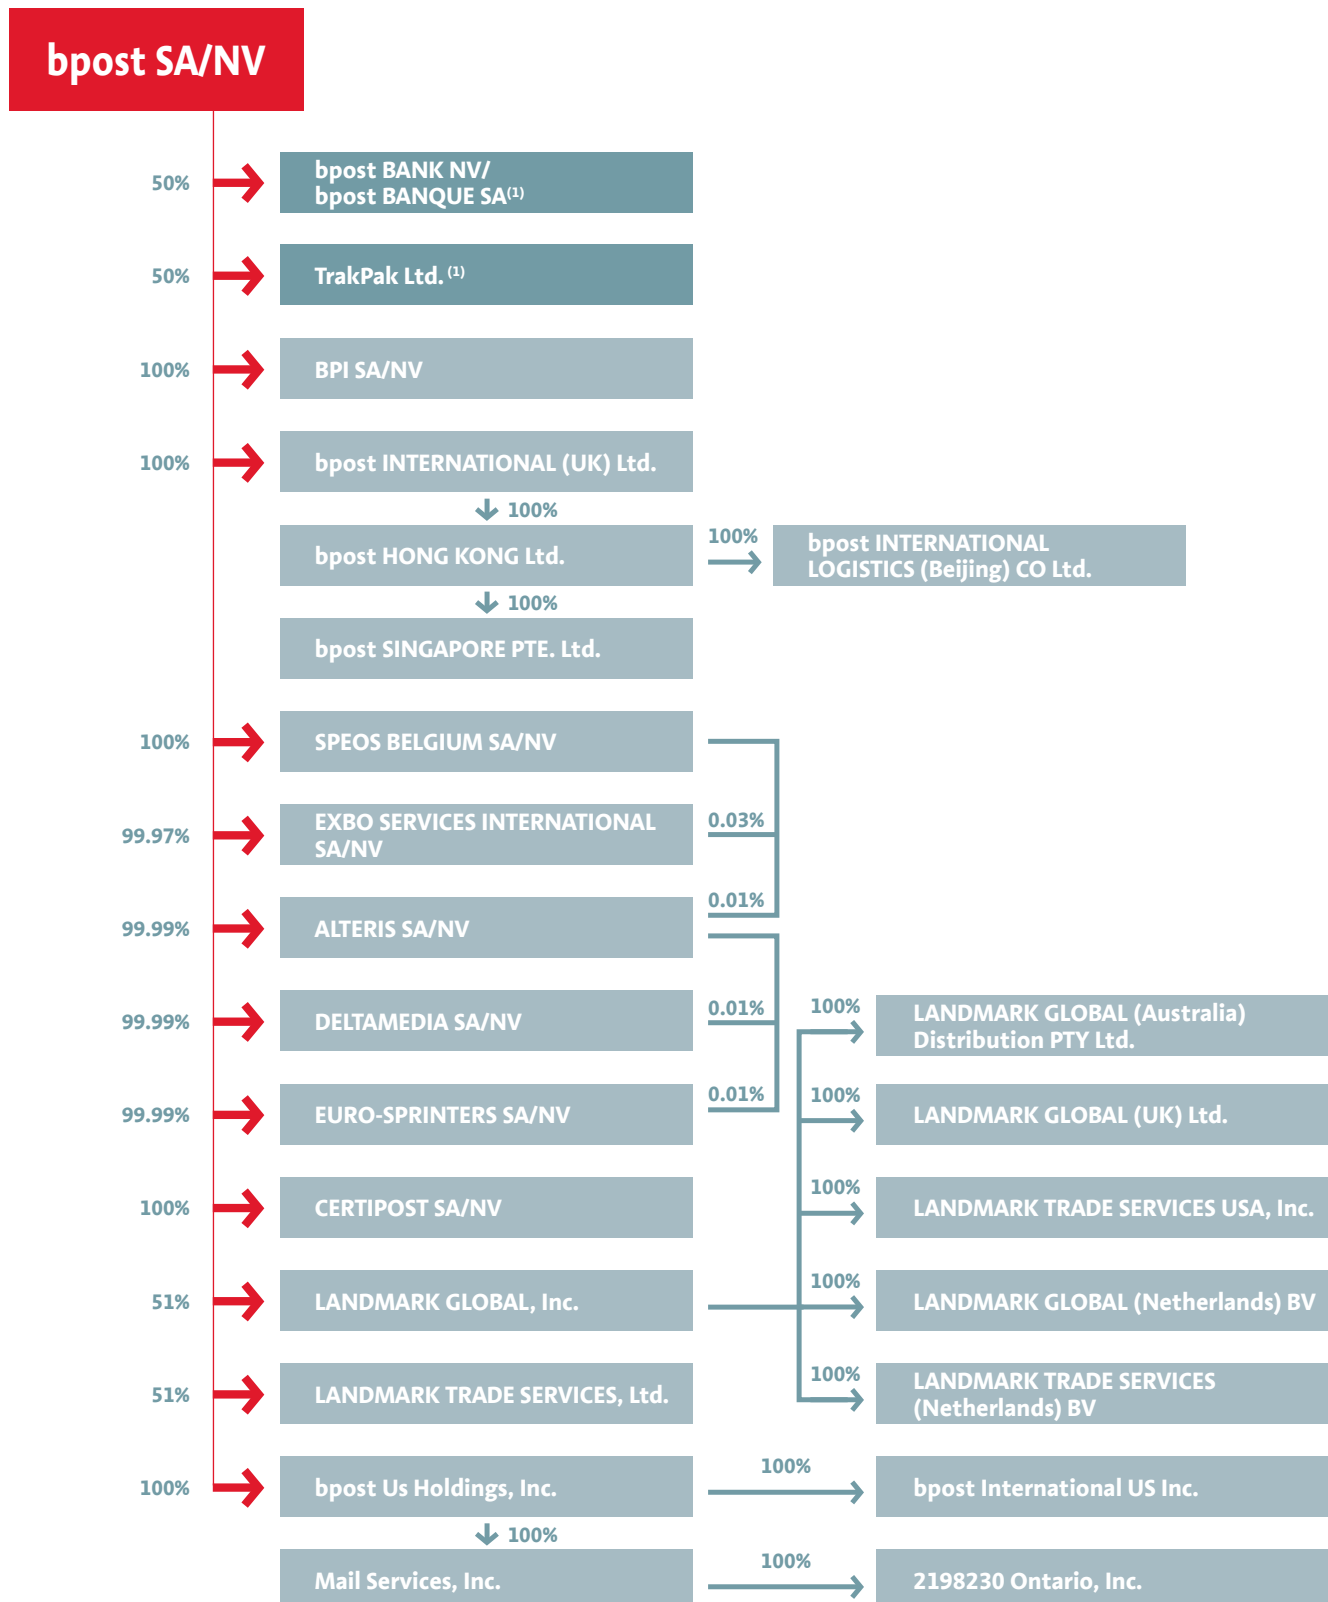 bpost SA/NV
50%
bpost BANK NV/
bpost BANQUE SA(1)
50%
TrakPak Ltd. (1)
100%
BPI SA/NV
100%
bpost INTERNATIONAL (UK) Ltd.
100%
bpost HONG KONG Ltd.
100%
bpost INTERNATIONAL
LOGISTICS (Beijing) CO Ltd.
100%
bpost SINGAPORE PTE. Ltd.
100%
SPEOS BELGIUM SA/NV
99.97%
EXBO SERVICES INTERNATIONAL
SA/NV
0.03%
99.99%
ALTERIS SA/NV
0.01%
99.99%
DELTAMEDIA SA/NV
0.01%
100%
LANDMARK GLOBAL (Australia)
Distribution PTY Ltd.
99.99%
EURO-SPRINTERS SA/NV
0.01%
100%
LANDMARK GLOBAL (UK) Ltd.
100%
CERTIPOST SA/NV
100%
LANDMARK TRADE SERVICES USA, Inc.
51%
LANDMARK GLOBAL, Inc.
100%
LANDMARK GLOBAL (Netherlands) BV
51%
LANDMARK TRADE SERVICES, Ltd.
100%
LANDMARK TRADE SERVICES
(Netherlands) BV
100%
bpost Us Holdings, Inc.
100%
bpost International US Inc.
100%
Mail Services, Inc.
100%
2198230 Ontario, Inc.